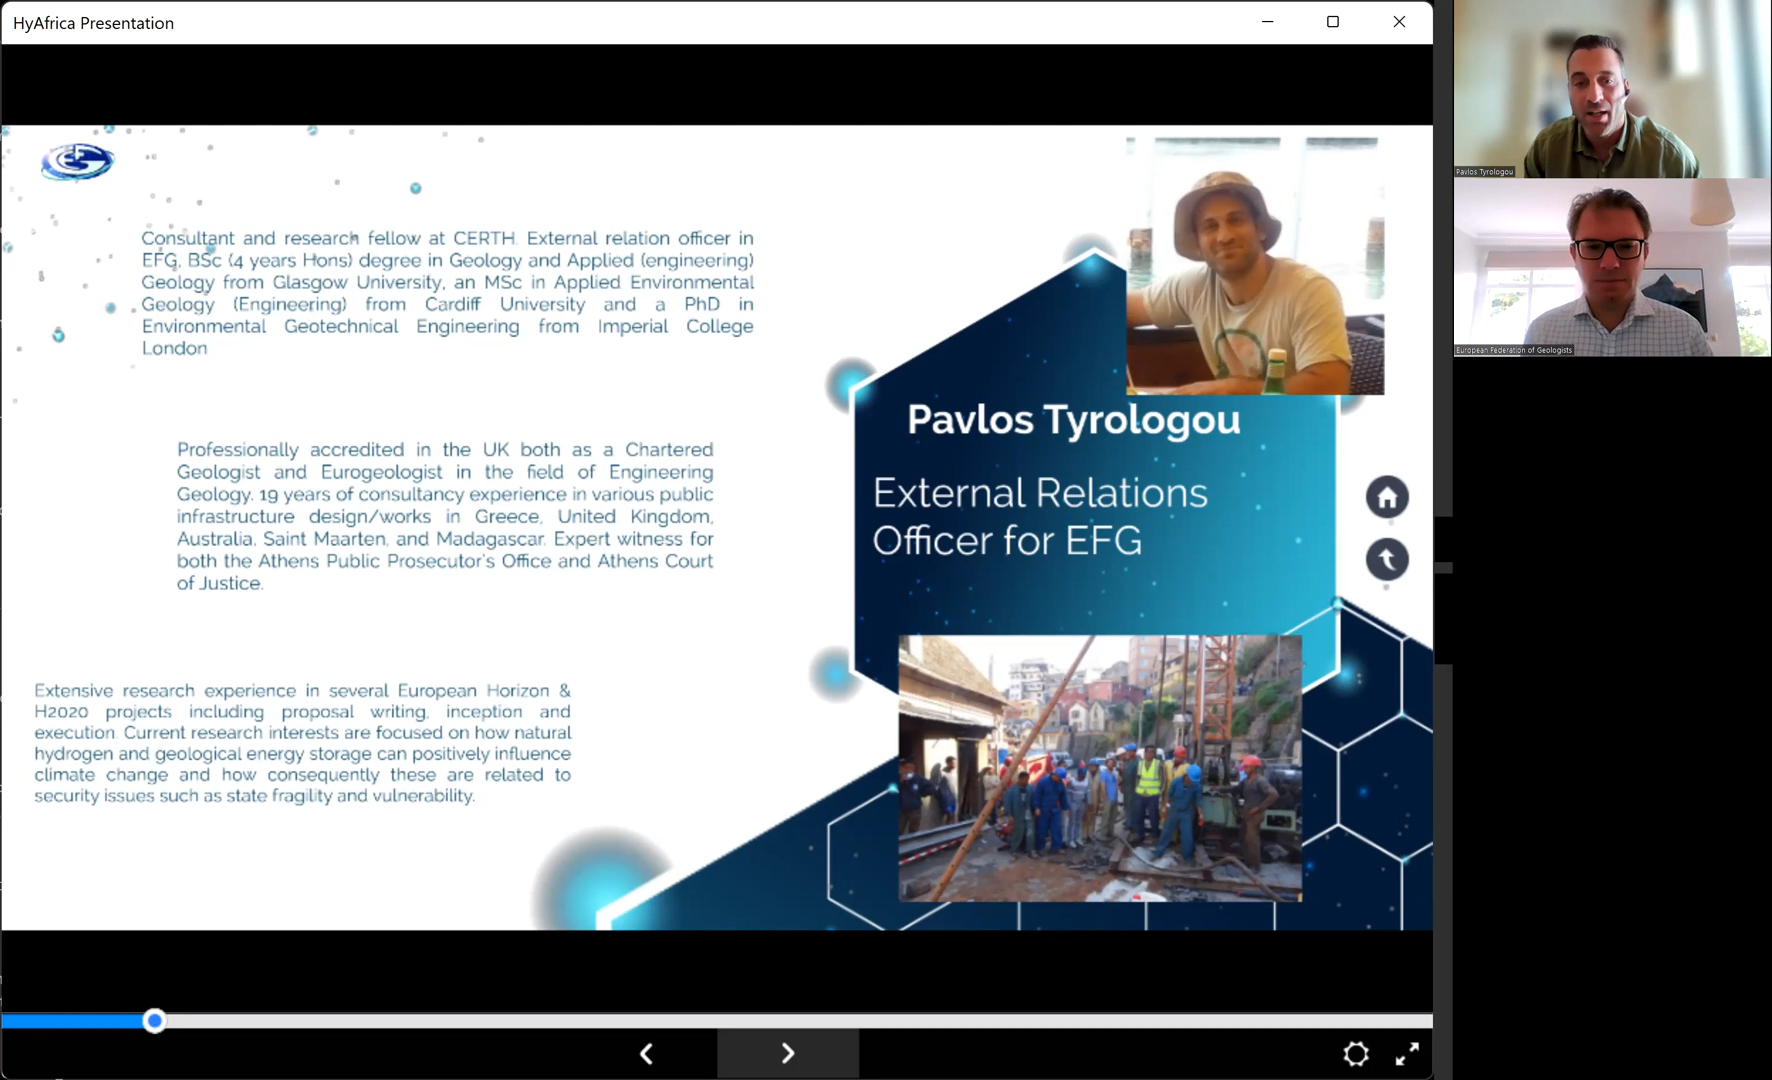 HyAfrica Presentation
Consultant and research fellow at CERTH. External relation officer in
EFG, BSc (4 years Hons) degree in Geology and Applied (engineering)
Geology from Glasgow University, an MSc in Applied Environmental
Geology (Engineering) from Cardiff University and a PhD in
Environmental Geotechnical Engineering from Imperial College
London
Professionally accredited in the UK both as a Chartered
Geologist and Eurogeologist in the field of Engineering
Geology. 19 years of consultancy experience in various public
infrastructure design/works in Greece, United Kingdom,
Australia, Saint Maarten, and Madagascar. Expert witness for
both the Athens Public Prosecutor's Office and Athens Court
of Justice.
Extensive research experience in several European Horizon &
H2020 projects including proposal writing, inception and
execution. Current research interests are focused on how natural
hydrogen and geological energy storage can positively influence
climate change and how consequently these are related to
security issues such as state fragility and vulnerability.
Pavlos Tyrologou
External Relations
Officer for EFG
Pavlos Tyrologou
European Federation of Geologists